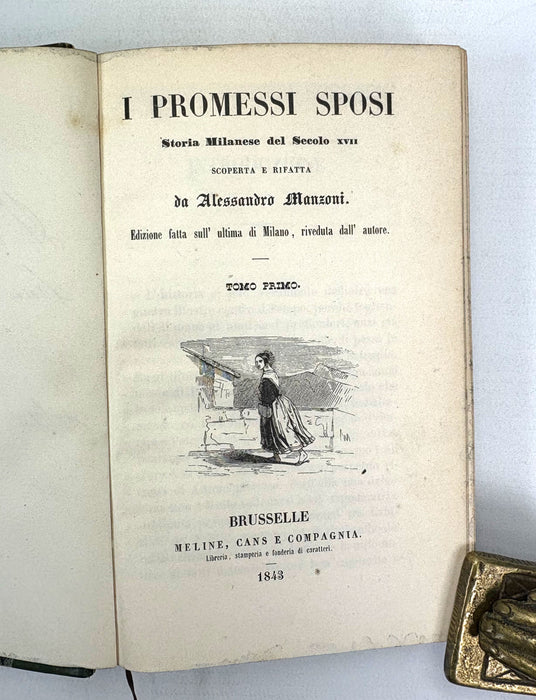 I PROMESSI SPOSI
Storia Milanese del Secolo XVII
SCOPERTA E RIFATTA
da Alessandro Manzoni.
Edizione fatta sull' ultima di Milano, riveduta dall' autore.
TOMO PRIMO.
BRUSSELLE
MELINE, CANS E COMPAGNIA.
Libreria, stamperia e fonderia di caratteri.
1843